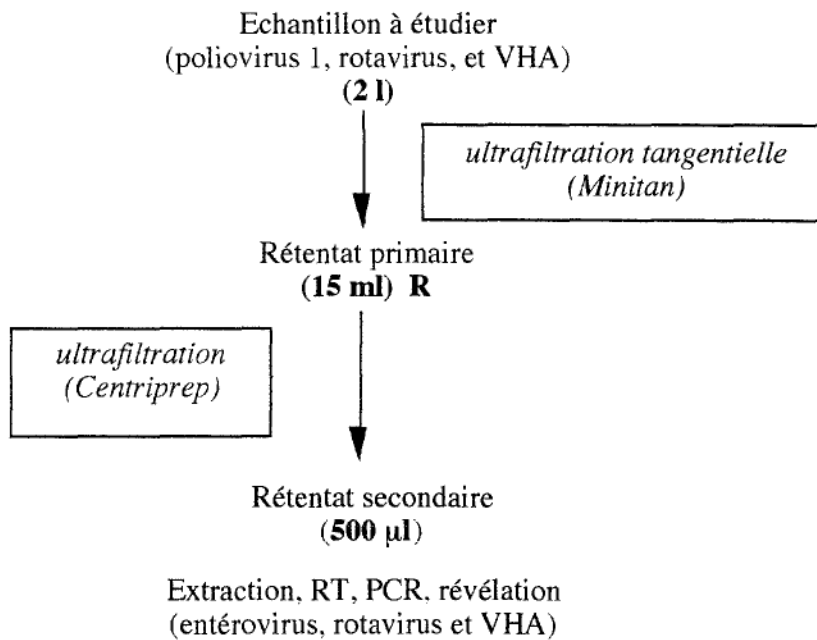 Echantillon à étudier
(poliovirus 1, rotavirus, et VHA)
(2 l)
ultrafiltration tangentielle
(Minitan)
Rétentat primaire
(15 ml) R
ultrafiltration
(Centriprep)
Rétentat secondaire
(500 µl)
Extraction, RT, PCR, révélation
(entérovirus, rotavirus et VHA)